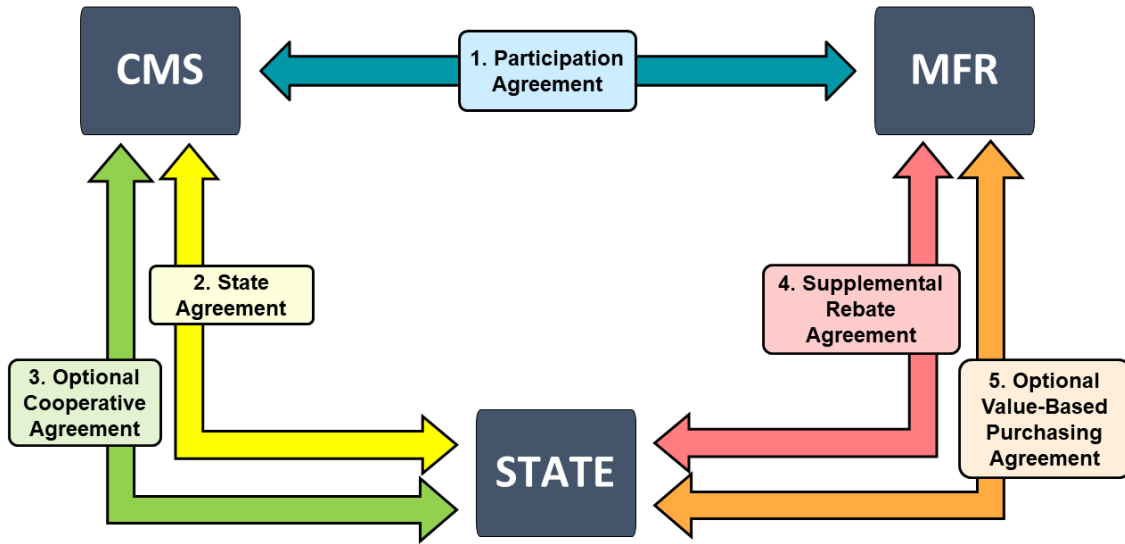 CMS
1. Participation
Agreement
MFR
2. State
Agreement
4. Supplemental
Rebate
Agreement
3. Optional
Cooperative
Agreement
5. Optional
Value-Based
Purchasing
Agreement
STATE